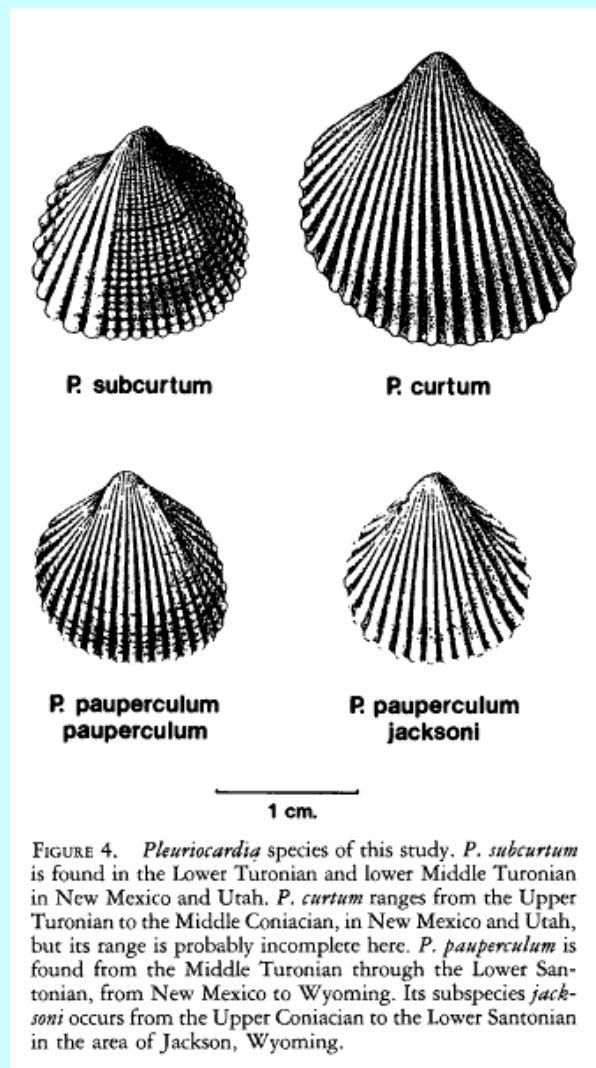 P. subcurtum
P. curtum
P. pauperculum
pauperculum
P. pauperculum
jacksoni
1 cm.
FIGURE 4. Pleuriocardia species of this study. P. subcurtum
is found in the Lower Turonian and lower Middle Turonian
in New Mexico and Utah. P. curtum ranges from the Upper
Turonian to the Middle Coniacian, in New Mexico and Utah,
but its range is probably incomplete here. P. pauperculum is
found from the Middle Turonian through the Lower San-
tonian, from New Mexico to Wyoming. Its subspecies jack-
soni occurs from the Upper Coniacian to the Lower Santonian
in the area of Jackson, Wyoming.